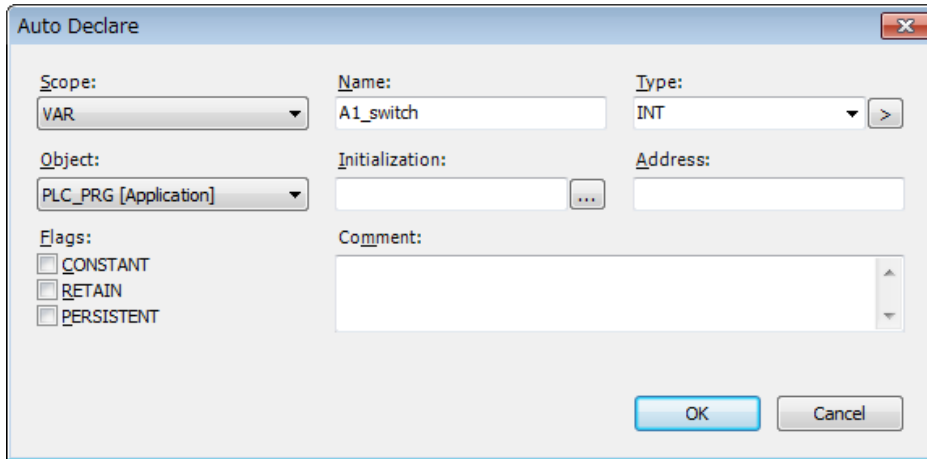 Auto Declare
Scope: Name: Type:
VAR A1_switch INT >
Object: Initialization: Address:
PLC_PRG [Application] ...
Flags: Comment:
CONSTANT
RETAIN
PERSISTENT
OK Cancel